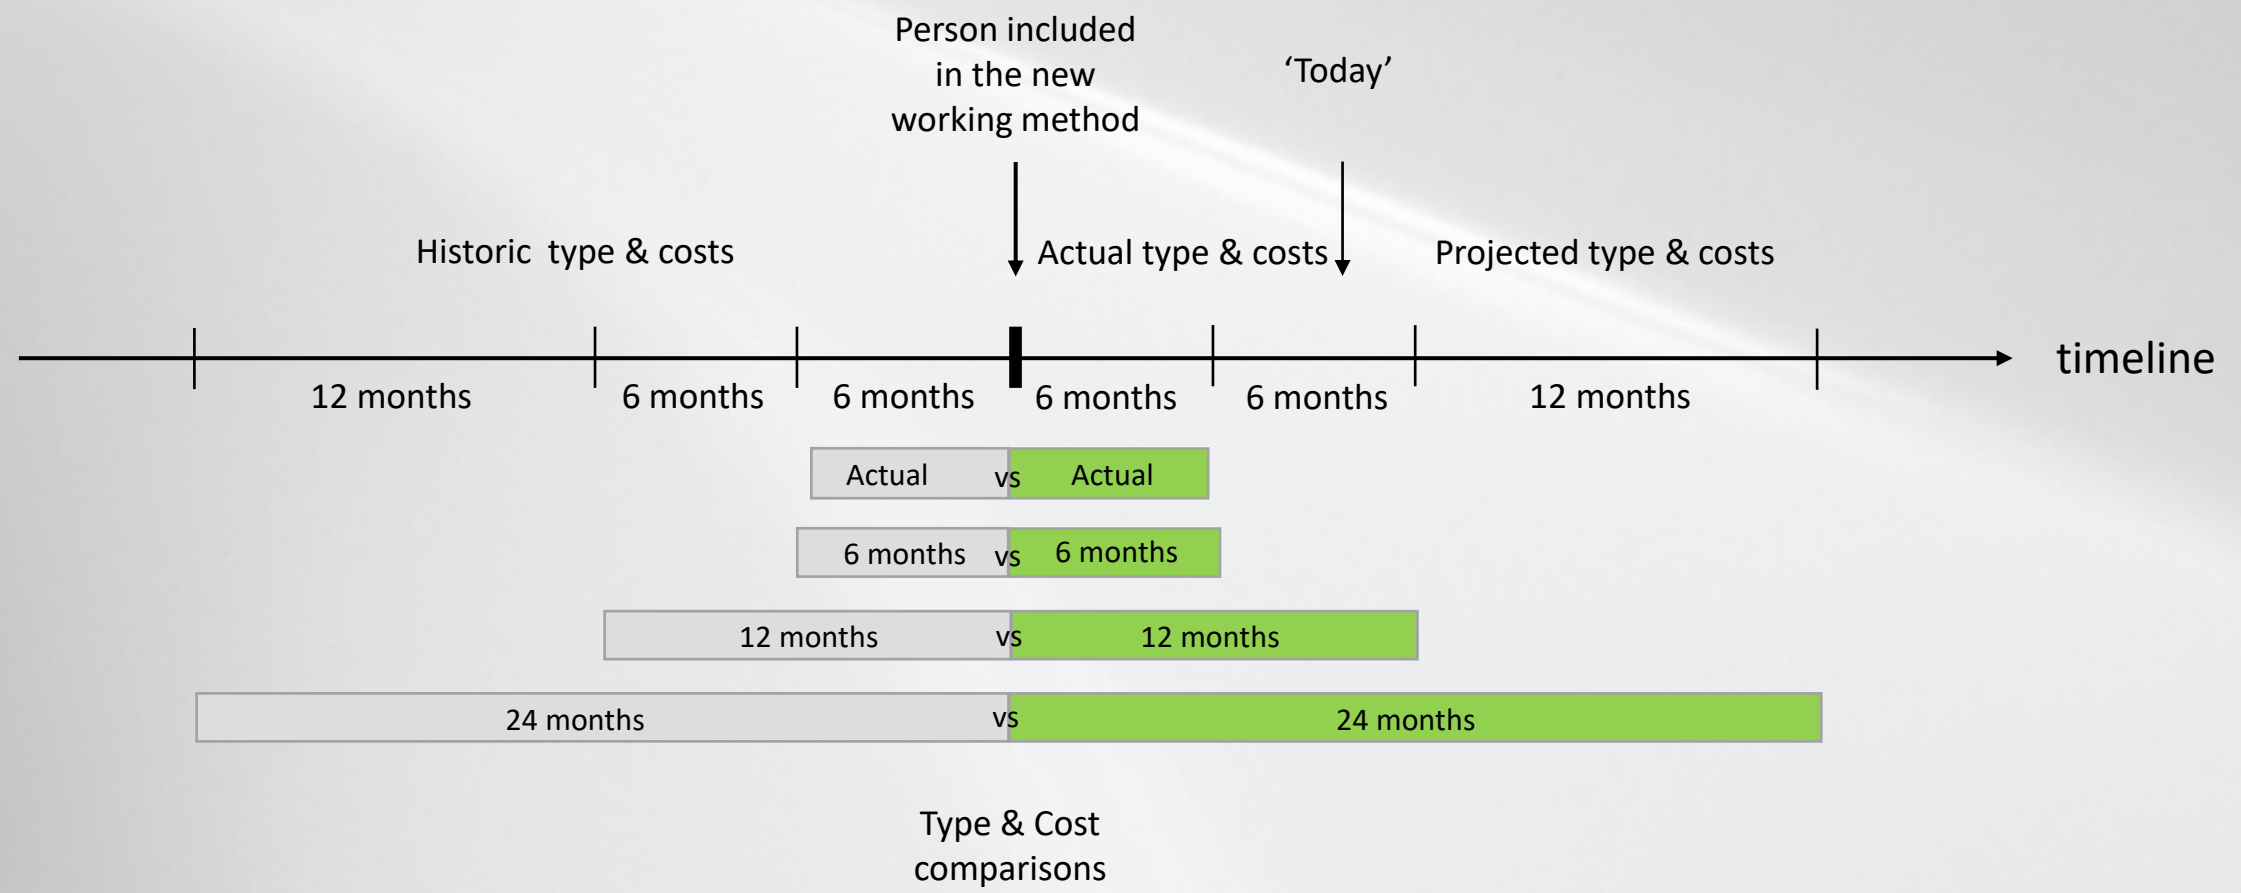 Person included
in the new
working method
‘Today’
Historic  type & costs
Actual type & costs
Projected type & costs
timeline
12 months
6 months
6 months
6 months
6 months
12 months
Actual vs Actual
6 months vs 6 months
12 months vs 12 months
24 months vs 24 months
Type & Cost
comparisons